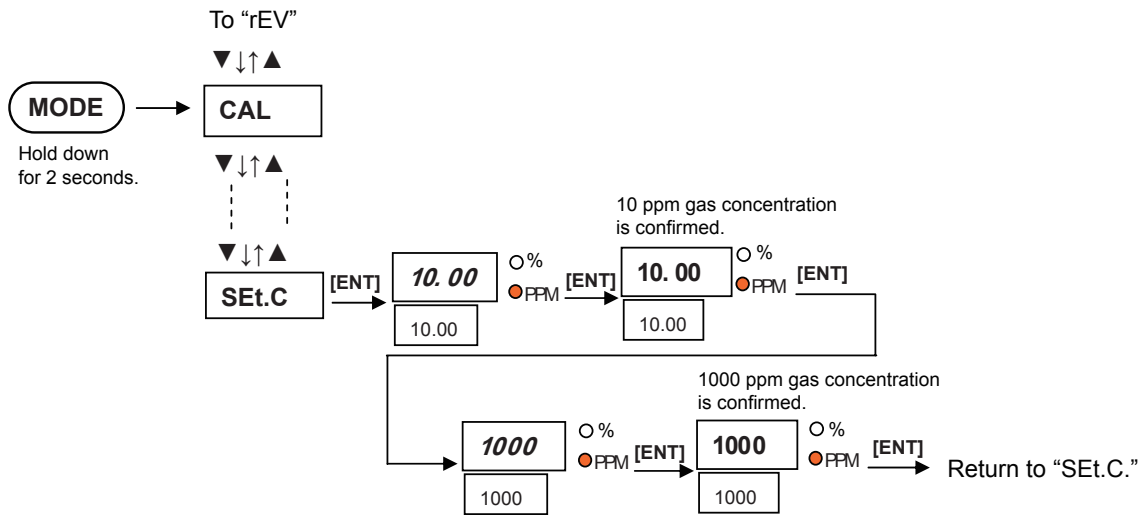 To “rEV”
▼↓↑▲
MODE
CAL
Hold down
for 2 seconds.
▼↓↑▲
▼↓↑▲
SEt.C
[ENT]
10. 00
10.00
%
PPM
[ENT]
10 ppm gas concentration
is confirmed.
10. 00
10.00
%
PPM
[ENT]
1000
1000
%
PPM
[ENT]
1000 ppm gas concentration
is confirmed.
1000
1000
%
PPM
[ENT]
Return to “SEt.C.”